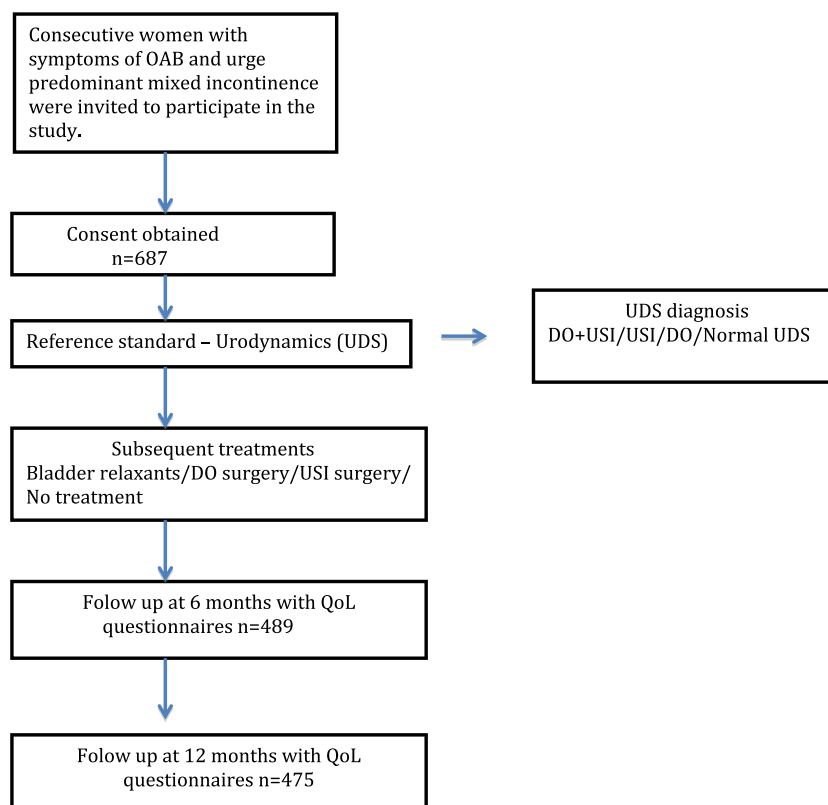 Consecutive women with
symptoms of OAB and urge
predominant mixed incontinence
were invited to participate in the
study.
Consent obtained
n=687
Reference standard – Urodynamics (UDS)
UDS diagnosis
DO+USI/USI/DO/Normal UDS
Subsequent treatments
Bladder relaxants/DO surgery/USI surgery/
No treatment
Folow up at 6 months with QoL
questionnaires n=489
Folow up at 12 months with QoL
questionnaires n=475